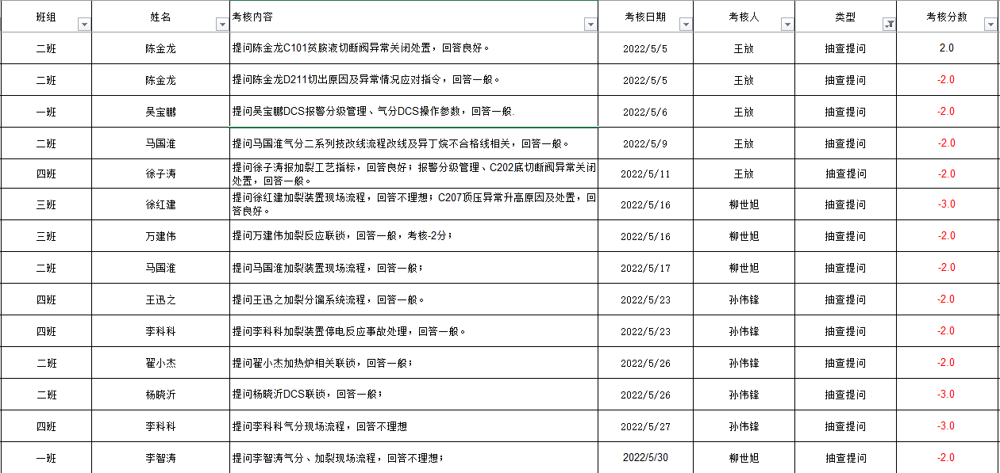 班组 姓名 考核内容 考核日期 考核人 类型 考核分数
二班 陈金龙 提问陈金龙C101贫胺液切断阀异常关闭处置，回答良好。 2022/5/5 王放 抽查提问 2.0
二班 陈金龙 提问陈金龙D211切出原因及异常情况应对指令，回答一般。 2022/5/5 王放 抽查提问 -2.0
一班 吴宝鹏 提问吴宝鹏DCS报警分级管理、气分DCS操作参数，回答一般. 2022/5/6 王放 抽查提问 -2.0
二班 马国淮 提问马国淮气分二系列技改线流程改线及异丁烷不合格线相关，回答一般。 2022/5/9 王放 抽查提问 -2.0
四班 徐子涛 提问徐子涛报加裂工艺指标，回答良好；报警分级管理、C202底切断阀异常关闭
处置，回答一般。 2022/5/11 王放 抽查提问 -2.0
三班 徐红建 提问徐红建加裂装置现场流程，回答不理想；C207顶压异常升高原因及处置，回
答良好。 2022/5/16 柳世旭 抽查提问 -3.0
三班 万建伟 提问万建伟加裂反应联锁，回答一般，考核-2分； 2022/5/16 柳世旭 抽查提问 -2.0
二班 马国淮 提问马国淮加裂装置现场流程，回答一般； 2022/5/17 柳世旭 抽查提问 -2.0
四班 王迅之 提问王迅之加裂分馏系统流程，回答一般。 2022/5/23 孙伟锋 抽查提问 -2.0
四班 李科科 提问李科科加裂装置停电反应事故处理，回答一般。 2022/5/23 孙伟锋 抽查提问 -2.0
二班 翟小杰 提问翟小杰加热炉相关联锁，回答一般； 2022/5/26 孙伟锋 抽查提问 -2.0
二班 杨晓沂 提问杨晓沂DCS联锁，回答一般； 2022/5/26 孙伟锋 抽查提问 -3.0
四班 李科科 提问李科科气分现场流程，回答不理想 2022/5/27 孙伟锋 抽查提问 -3.0
一班 李智涛 提问李智涛气分、加裂现场流程，回答不理想； 2022/5/30 柳世旭 抽查提问 -2.0